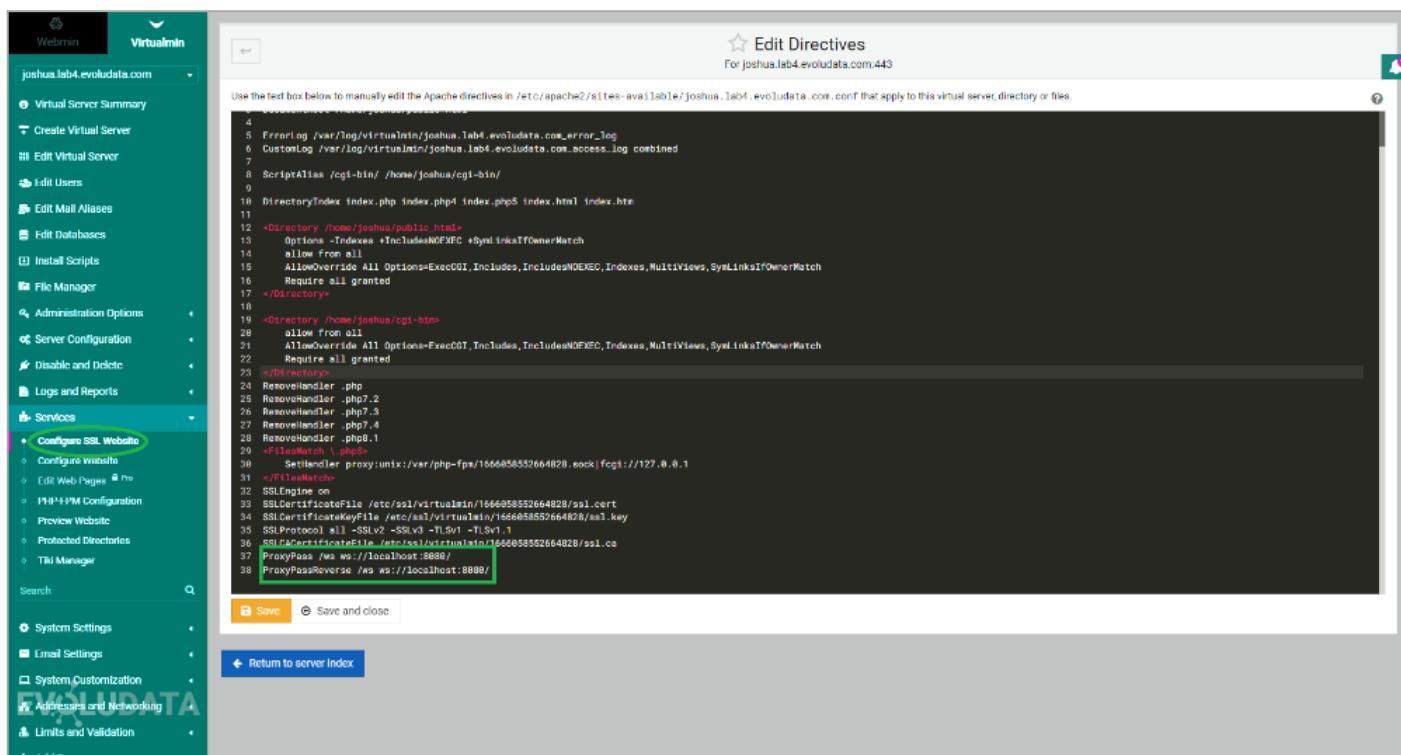 Webmin
Virtualmin
joshua.lab4.evoludata.com
Virtual Server Summary
Create Virtual Server
Edit Virtual Server
Edit Users
Edit Mail Aliases
Edit Databases
Install Scripts
File Manager
Administration Options
Server Configuration
Disable and Delete
Logs and Reports
Services
Configure SSL Website
Configure Website
Edit Web Pages Pro
PHP-FPM Configuration
Preview Website
Protected Directories
Tiki Manager
Search
System Settings
Email Settings
System Customization
Addresses and Networking
EVOLUDATA
Limits and Validation
Edit Directives
For joshua.lab4.evoludata.com:443
Use the text box below to manually edit the Apache directives in /etc/apache2/sites-available/joshua.lab4.evoludata.com.conf that apply to this virtual server, directory or files.
4
5 ErrorLog /var/log/virtualmin/joshua.lab4.evoludata.com_error_log
6 CustomLog /var/log/virtualmin/joshua.lab4.evoludata.com_access_log combined
7
8 ScriptAlias /cgi-bin/ /home/joshua/cgi-bin/
9
10 DirectoryIndex index.php index.php4 index.php5 index.html index.htm
11
12 <Directory /home/joshua/public_html>
13 Options -Indexes +IncludesNOEXEC +SymLinksIfOwnerMatch
14 allow from all
15 AllowOverride All Options=ExecCGI,Includes,IncludesNOEXEC,Indexes,MultiViews,SymLinksIfOwnerMatch
16 Require all granted
17 </Directory>
18
19 <Directory /home/joshua/cgi-bin>
20 allow from all
21 AllowOverride All Options=ExecCGI,Includes,IncludesNOEXEC,Indexes,MultiViews,SymLinksIfOwnerMatch
22 Require all granted
23 </Directory>
24 RemoveHandler .php
25 RemoveHandler .php7.2
26 RemoveHandler .php7.3
27 RemoveHandler .php7.4
28 RemoveHandler .php8.1
29 <FilesMatch \.php$>
30 SetHandler proxy:unix:/var/php-fpm/1666058552664828.sock|fcgi://127.0.0.1
31 </FilesMatch>
32 SSLEngine on
33 SSLCertificateFile /etc/ssl/virtualmin/1666058552664828/ssl.cert
34 SSLCertificateKeyFile /etc/ssl/virtualmin/1666058552664828/ssl.key
35 SSLProtocol all -SSLv2 -SSLv3 -TLSv1 -TLSv1.1
36 SSLCACertificateFile /etc/ssl/virtualmin/1666058552664828/ssl.ca
37 ProxyPass /ws ws://localhost:8080/
38 ProxyPassReverse /ws ws://localhost:8080/
Save
Save and close
Return to server index